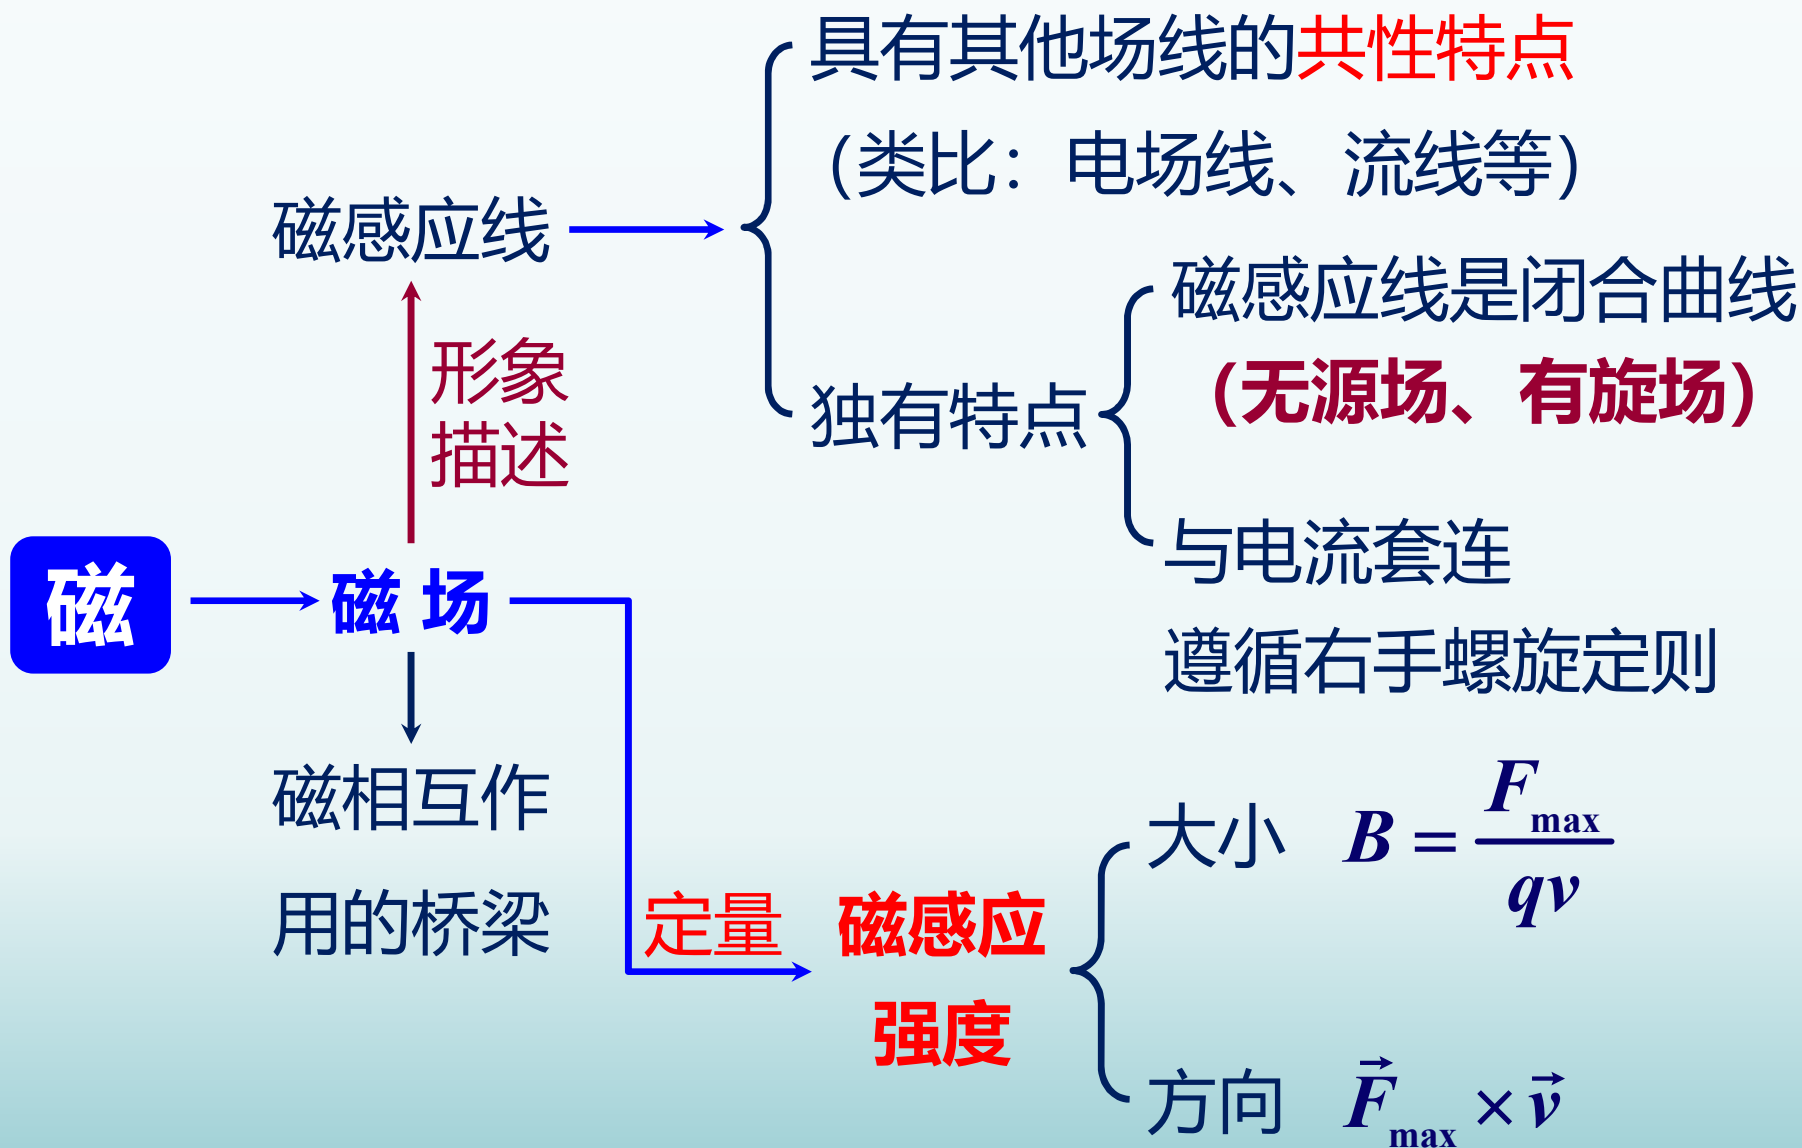 具有其他场线的共性特点
（类比：电场线、流线等）
磁感应线
磁感应线是闭合曲线
（无源场、有旋场）
独有特点
形象
描述
与电流套连
遵循右手螺旋定则
磁
磁 场
磁相互作
用的桥梁
定量
磁感应
强度
大小 B = F_max / qv
方向 \vec{F}_max × \vec{v}